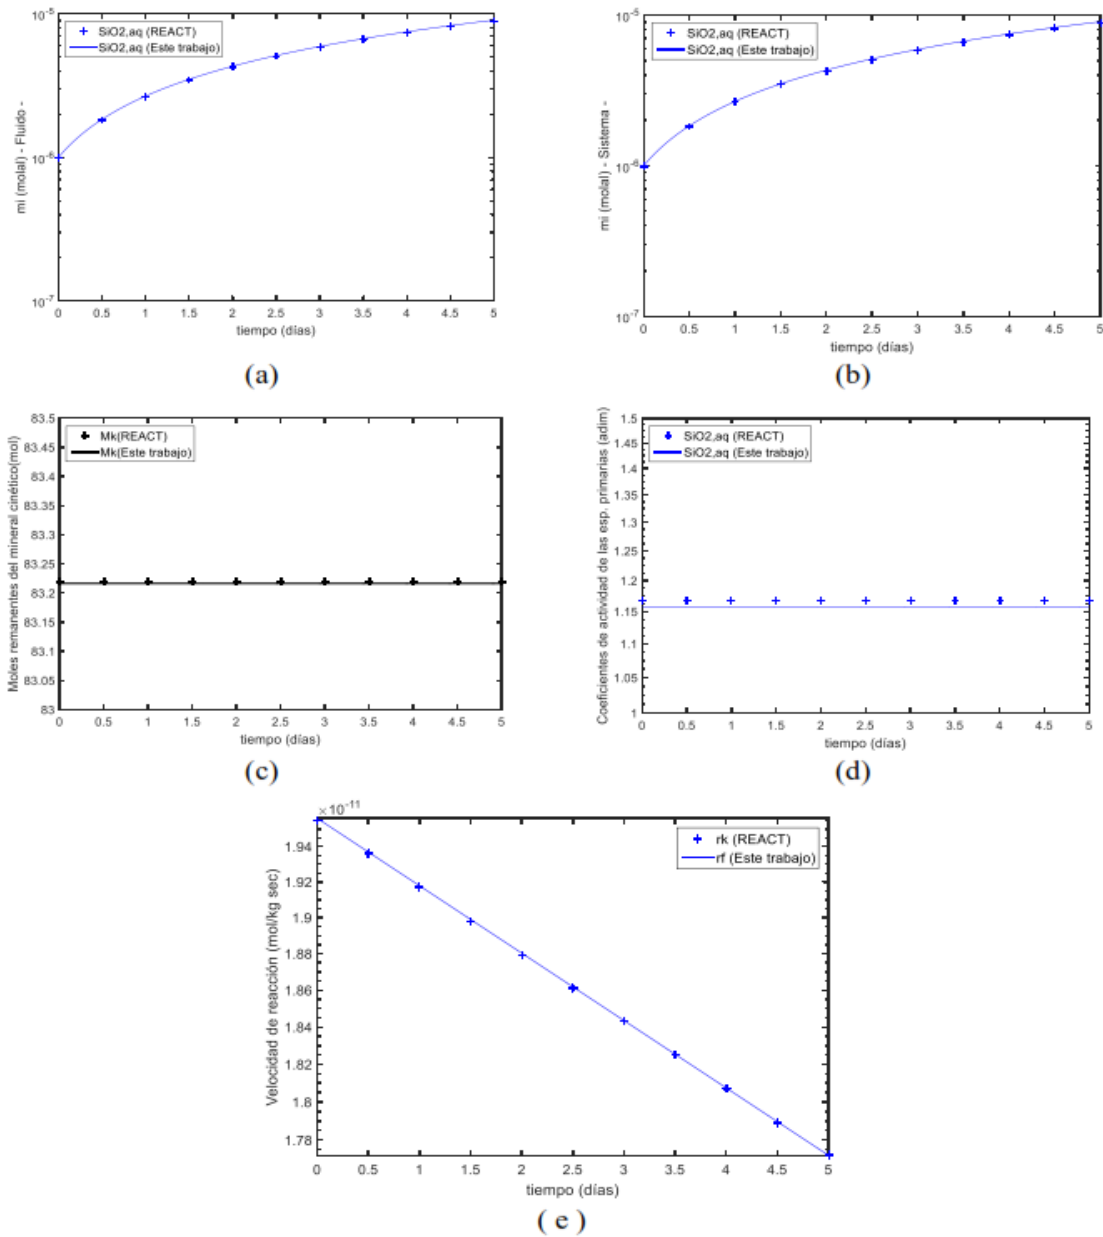 10^-5
SiO2,aq (REACT)
SiO2,aq (Este trabajo)
mi (molal) - Fluido -
10^-6
10^-7
0 0.5 1 1.5 2 2.5 3 3.5 4 4.5 5
tiempo (días)
(a)
10^-5
SiO2,aq (REACT)
SiO2,aq (Este trabajo)
mi (molal) - Sistema -
10^-6
10^-7
0 0.5 1 1.5 2 2.5 3 3.5 4 4.5 5
tiempo (días)
(b)
83.5
Mk(REACT)
Mk(Este trabajo)
83.45
83.4
83.35
83.3
83.25
83.2
83.15
83.1
83.05
83
Moles remanentes del mineral cinético(mol)
0 0.5 1 1.5 2 2.5 3 3.5 4 4.5 5
tiempo (días)
(c)
1.5
SiO2,aq (REACT)
SiO2,aq (Este trabajo)
1.45
1.4
1.35
1.3
1.25
1.2
1.15
1.1
1.05
1
Coeficientes de actividad de las esp. primarias (adim)
0 0.5 1 1.5 2 2.5 3 3.5 4 4.5 5
tiempo (días)
(d)
×10^-11
rk (REACT)
rf (Este trabajo)
1.94
1.92
1.9
1.88
1.86
1.84
1.82
1.8
1.78
Velocidad de reacción (mol/kg sec)
0 0.5 1 1.5 2 2.5 3 3.5 4 4.5 5
tiempo (días)
( e )